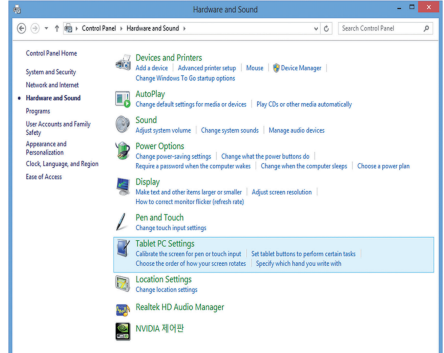 Hardware and Sound
Control Panel ▸ Hardware and Sound ▸
Search Control Panel
Control Panel Home
System and Security
Network and Internet
Hardware and Sound
Programs
User Accounts and Family
Safety
Appearance and
Personalization
Clock, Language, and Region
Ease of Access
Devices and Printers
Add a device | Advanced printer setup | Mouse | Device Manager
Change Windows To Go startup options
AutoPlay
Change default settings for media or devices | Play CDs or other media automatically
Sound
Adjust system volume | Change system sounds | Manage audio devices
Power Options
Change power-saving settings | Change what the power buttons do
Require a password when the computer wakes | Change when the computer sleeps | Choose a power plan
Display
Make text and other items larger or smaller | Adjust screen resolution
How to correct monitor flicker (refresh rate)
Pen and Touch
Change touch input settings
Tablet PC Settings
Calibrate the screen for pen or touch input | Set tablet buttons to perform certain tasks
Choose the order of how your screen rotates | Specify which hand you write with
Location Settings
Change location settings
Realtek HD Audio Manager
NVIDIA 제어판